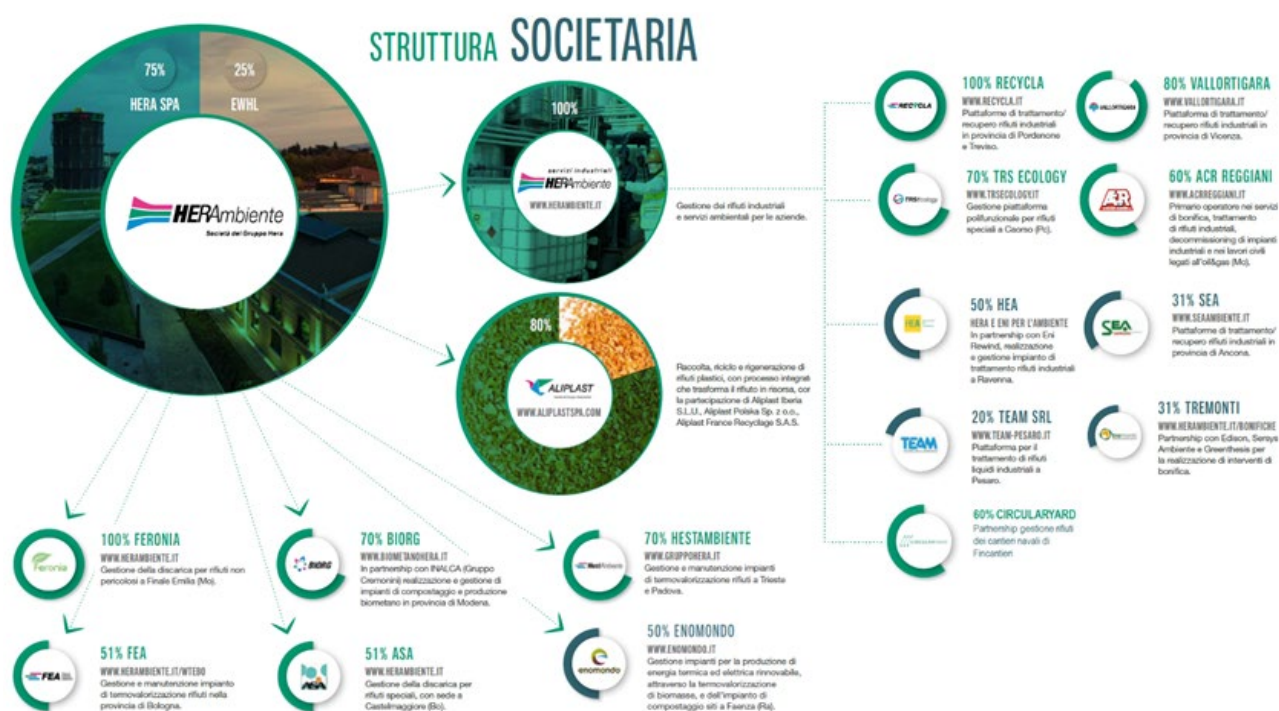 STRUTTURA SOCIETARIA
75%
HERA SPA
25%
EWHL
HERAmbiente
Società del Gruppo Hera
100%
servizi industriali
HERAmbiente
WWW.HERAMBIENTE.IT
Gestione dei rifiuti industriali
e servizi ambientali per le aziende.
80%
ALIPLAST
WWW.ALIPLASTSPA.COM
Raccolta, riciclo e rigenerazione di
rifiuti plastici, con processo integrati
che trasforma il rifiuto in risorsa, cor
la partecipazione di Aliplast Iberia
S.L.U., Aliplast Polska Sp. z o.o.,
Aliplast France Recyclage S.A.S.
RECYCLA
100% RECYCLA
WWW.RECYCLA.IT
Piattaforme di trattamento/
recupero rifiuti industriali
in provincia di Pordenone
e Treviso.
VALLORTIGARA
80% VALLORTIGARA
WWW.VALLORTIGARA.IT
Piattaforma di trattamento/
recupero rifiuti industriali in
provincia di Vicenza.
TRS Ecology
70% TRS ECOLOGY
WWW.TRSECOLOGY.IT
Gestione piattaforma
polifunzionale per rifiuti
speciali a Caorso (Pc).
ACR
60% ACR REGGIANI
WWW.ACRREGGIANI.IT
Primario operatore nei servizi
di bonifica, trattamento
di rifiuti industriali,
decommissioning di impianti
industriali e nei lavori civili
legati all'oil&gas (Mo).
HEA
50% HEA
HERA E ENI PER L'AMBIENTE
In partnership con Eni
Rewind, realizzazione
e gestione impianto di
trattamento rifiuti industriali
a Ravenna.
SEA
31% SEA
WWW.SEAAMBIENTE.IT
Piattaforme di trattamento/
recupero rifiuti industriali in
provincia di Ancona.
TEAM
20% TEAM SRL
WWW.TEAM-PESARO.IT
Piattaforma per il
trattamento di rifiuti
liquidi industriali a
Pesaro.
31% TREMONTI
WWW.HERAMBIENTE.IT/BONIFICHE
Partnership con Edison, Sersys
Ambiente e Greenthesis per
la realizzazione di interventi di
bonifica.
60% CIRCULARYARD
Partnership gestione rifiuti
dei cantieri navali di
Fincantieri
Feronia
100% FERONIA
WWW.HERAMBIENTE.IT
Gestione della discarica per rifiuti non
pericolosi a Finale Emilia (Mo).
BIORG
70% BIORG
WWW.BIOMETANOHERA.IT
In partnership con INALCA (Gruppo
Cremonini) realizzazione e gestione di
impianti di compostaggio e produzione
biometano in provincia di Modena.
HestAmbiente
70% HESTAMBIENTE
WWW.GRUPPOHERA.IT
Gestione e manutenzione impianti
di termovalorizzazione rifiuti a Trieste
e Padova.
FEA
51% FEA
WWW.HERAMBIENTE.IT/WTEBO
Gestione e manutenzione impianto
di termovalorizzazione rifiuti nella
provincia di Bologna.
ASA
51% ASA
WWW.HERAMBIENTE.IT
Gestione della discarica per
rifiuti speciali, con sede a
Castelmaggiore (Bo).
enomondo
50% ENOMONDO
WWW.ENOMONDO.IT
Gestione impianti per la produzione di
energia termica ed elettrica rinnovabile,
attraverso la termovalorizzazione
di biomasse, e dell'impianto di
compostaggio siti a Faenza (Ra).